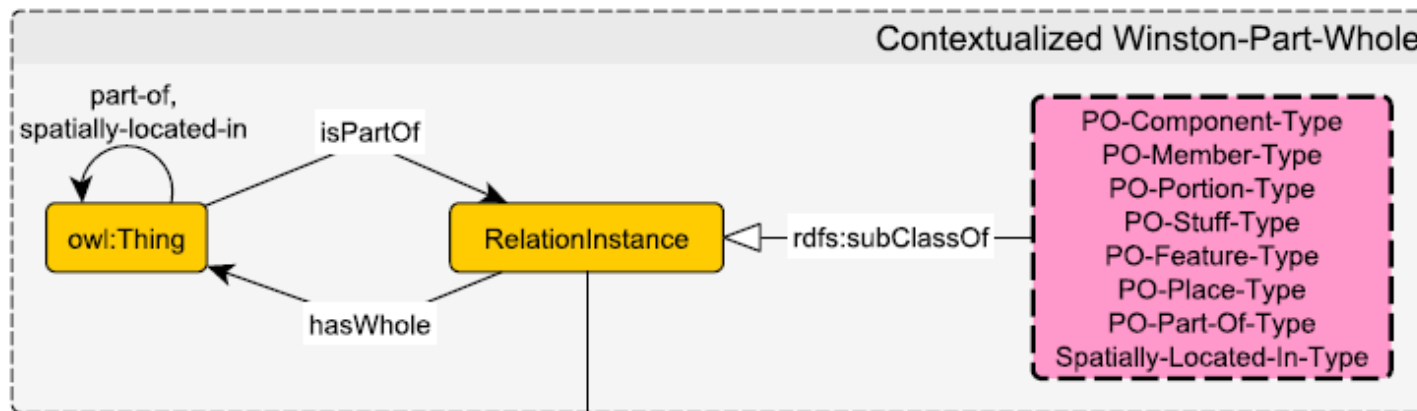 Contextualized Winston-Part-Whole
part-of,
spatially-located-in
isPartOf
owl:Thing
RelationInstance
rdfs:subClassOf
hasWhole
PO-Component-Type
PO-Member-Type
PO-Portion-Type
PO-Stuff-Type
PO-Feature-Type
PO-Place-Type
PO-Part-Of-Type
Spatially-Located-In-Type